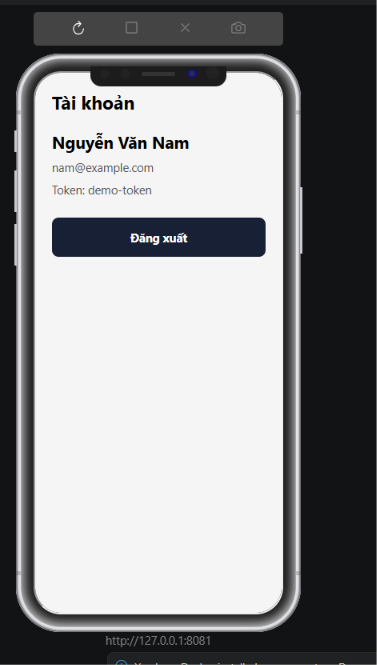 Tài khoản
Nguyễn Văn Nam
nam@example.com
Token: demo-token
Đăng xuất
http://127.0.0.1:8081